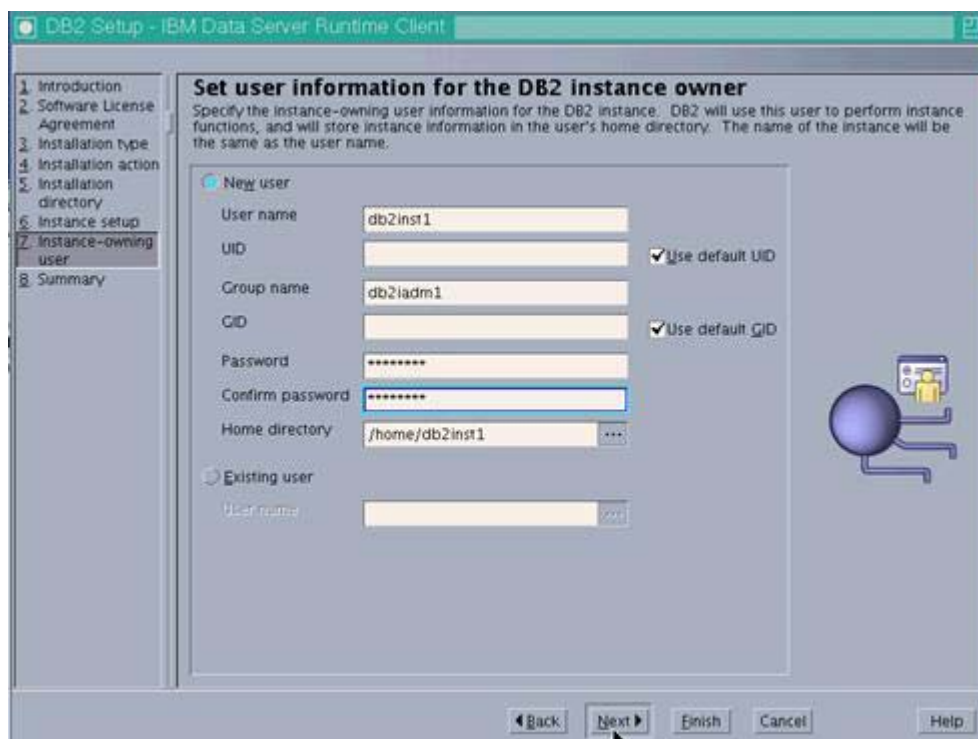 DB2 Setup - IBM Data Server Runtime Client
1. Introduction
2. Software License
Agreement
3. Installation type
4. Installation action
5. Installation
directory
6. Instance setup
7. Instance-owning
user
8. Summary
Set user information for the DB2 instance owner
Specify the instance-owning user information for the DB2 instance. DB2 will use this user to perform instance
functions, and will store instance information in the user's home directory. The name of the instance will be
the same as the user name.
New user
User name db2inst1
UID Use default UID
Group name db2iadm1
GID Use default GID
Password ********
Confirm password ********
Home directory /home/db2inst1 ...
Existing user
User name ...
Back Next Finish Cancel Help